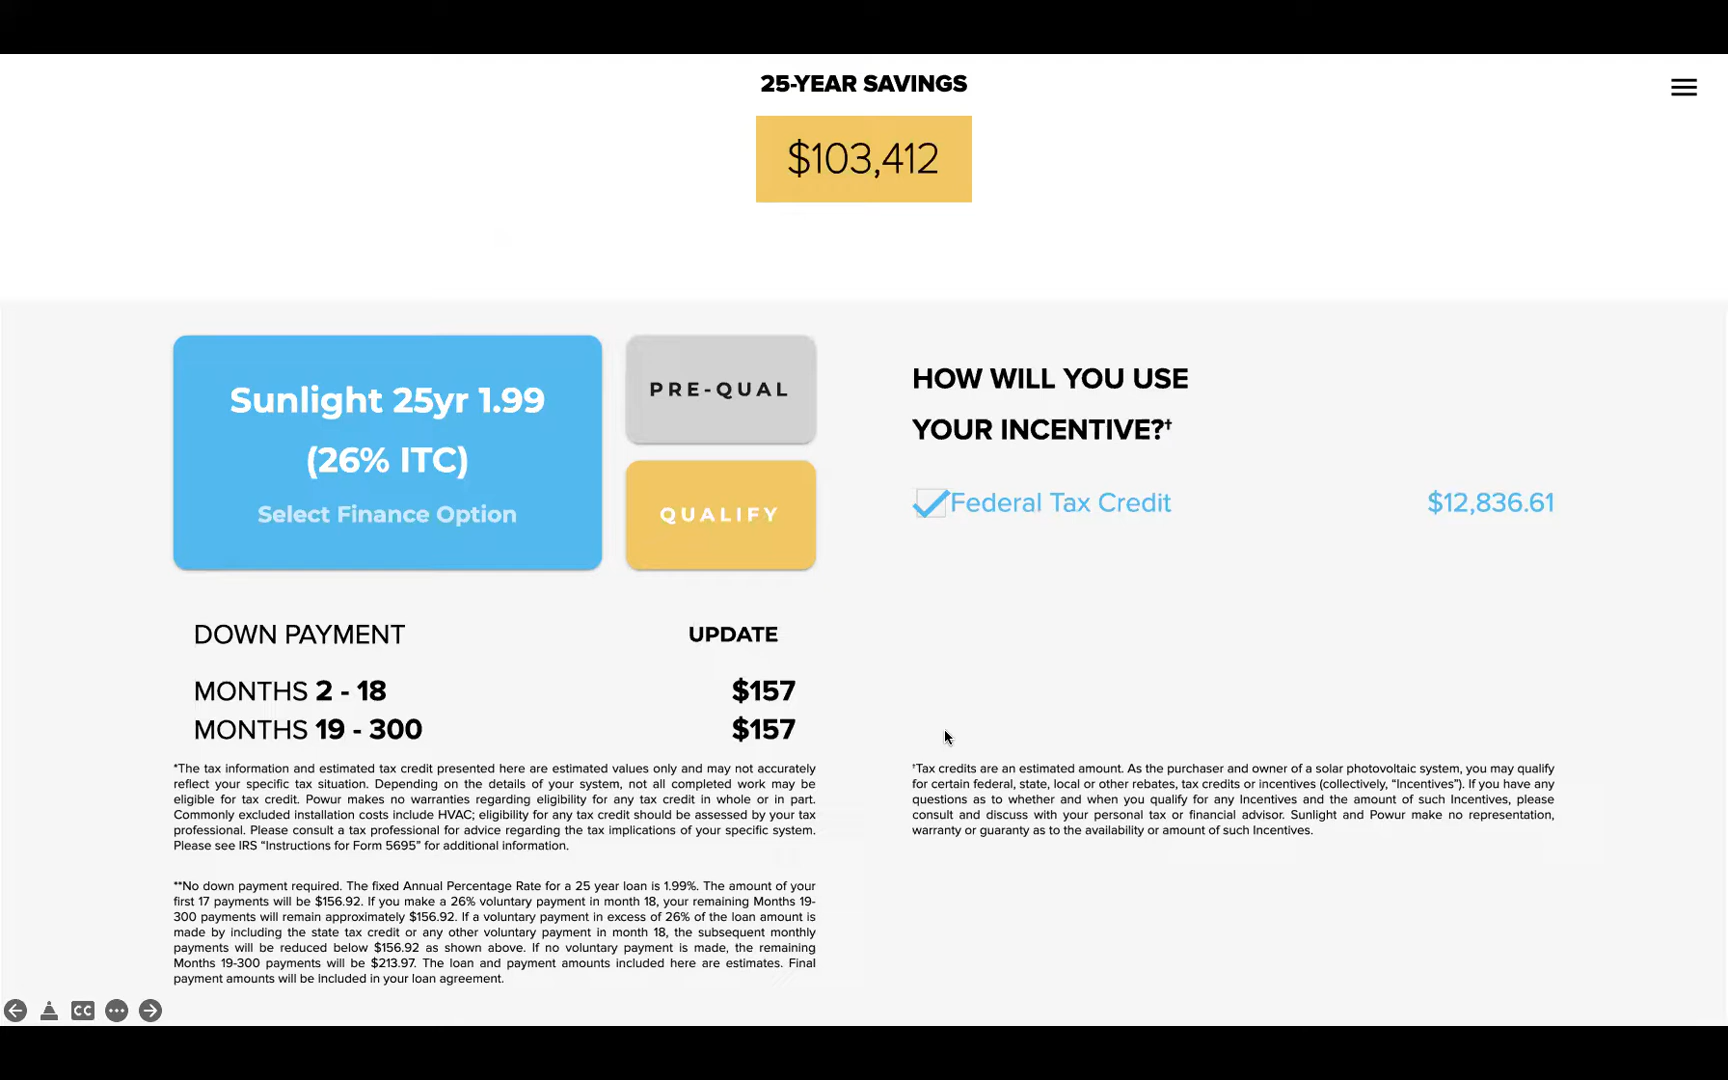 25-YEAR SAVINGS
$103,412
Sunlight 25yr 1.99
(26% ITC)
Select Finance Option
PRE-QUAL
QUALIFY
HOW WILL YOU USE
YOUR INCENTIVE?†
Federal Tax Credit $12,836.61
DOWN PAYMENT UPDATE
MONTHS 2 - 18 $157
MONTHS 19 - 300 $157
*The tax information and estimated tax credit presented here are estimated values only and may not accurately
reflect your specific tax situation. Depending on the details of your system, not all completed work may be
eligible for tax credit. Powur makes no warranties regarding eligibility for any tax credit in whole or in part.
Commonly excluded installation costs include HVAC; eligibility for any tax credit should be assessed by your tax
professional. Please consult a tax professional for advice regarding the tax implications of your specific system.
Please see IRS “Instructions for Form 5695” for additional information.
**No down payment required. The fixed Annual Percentage Rate for a 25 year loan is 1.99%. The amount of your
first 17 payments will be $156.92. If you make a 26% voluntary payment in month 18, your remaining Months 19-
300 payments will remain approximately $156.92. If a voluntary payment in excess of 26% of the loan amount is
made by including the state tax credit or any other voluntary payment in month 18, the subsequent monthly
payments will be reduced below $156.92 as shown above. If no voluntary payment is made, the remaining
Months 19-300 payments will be $213.97. The loan and payment amounts included here are estimates. Final
payment amounts will be included in your loan agreement.
†Tax credits are an estimated amount. As the purchaser and owner of a solar photovoltaic system, you may qualify
for certain federal, state, local or other rebates, tax credits or incentives (collectively, “Incentives”). If you have any
questions as to whether and when you qualify for any Incentives and the amount of such Incentives, please
consult and discuss with your personal tax or financial advisor. Sunlight and Powur make no representation,
warranty or guaranty as to the availability or amount of such Incentives.
CC